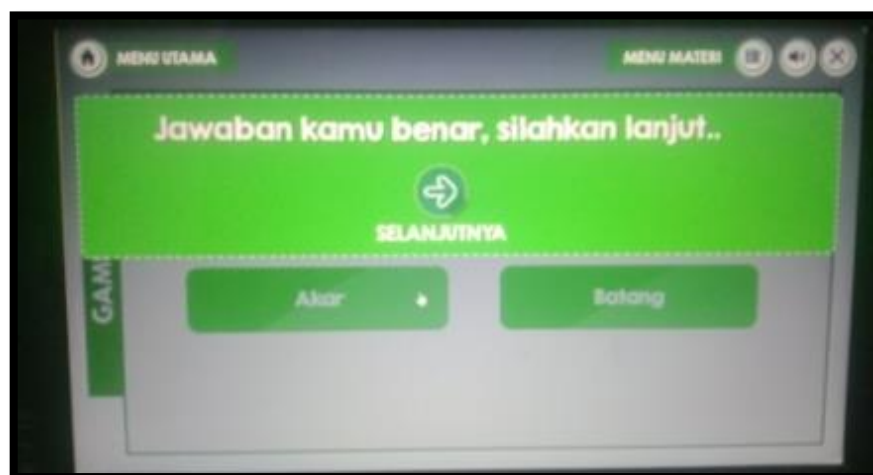 MENU UTAMA
MENU MATERI
Jawaban kamu benar, silahkan lanjut..
SELANJUTNYA
GAM
Akar
Batang